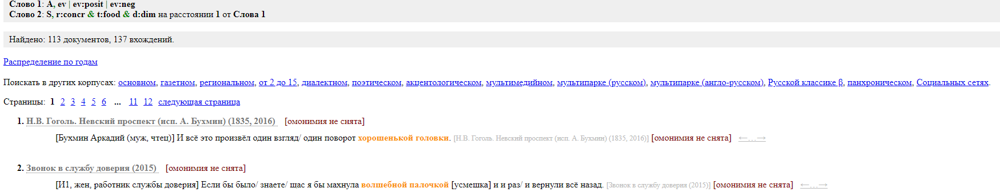 Слово 1: A, ev | ev:posit | ev:neg
Слово 2: S, r:concr & t:food & d:dim на расстоянии 1 от Слова 1
Найдено: 113 документов, 137 вхождений.
Распределение по годам
Поискать в других корпусах: основном, газетном, региональном, от 2 до 15, диалектном, поэтическом, акцентологическом, мультимедийном, мультипарке (русском), мультипарке (англо-русском), Русской классике β, панхроническом, Социальных сетях.
Страницы: 1 2 3 4 5 6 ... 11 12 следующая страница
1. Н.В. Гоголь. Невский проспект (исп. А. Бухмин) (1835, 2016) [омонимия не снята]
[Бухмин Аркадий (муж, чтец)] И всё это произвёл один взгляд/ один поворот хорошенькой головки. [Н.В. Гоголь. Невский проспект (исп. А. Бухмин) (1835, 2016)] [омонимия не снята] ←…→
2. Звонок в службу доверия (2015) [омонимия не снята]
[И1, жен, работник службы доверия] Если бы было/ знаете/ щас я бы махнула волшебной палочкой [усмешка] и и раз/ и вернули всё назад. [Звонок в службу доверия (2015)] [омонимия не снята] ←…→